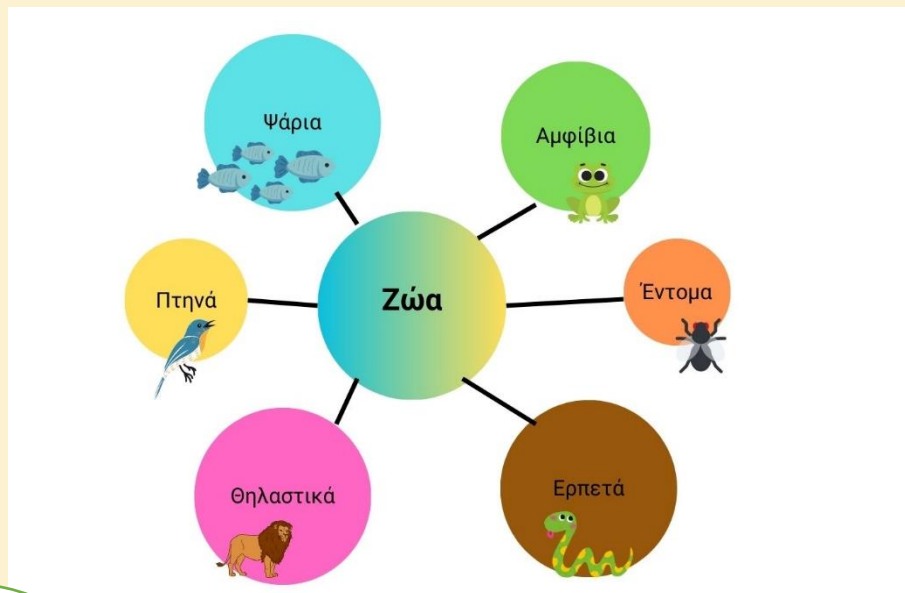 Ψάρια
Αμφίβια
Πτηνά
Ζώα
Έντομα
Θηλαστικά
Ερπετά